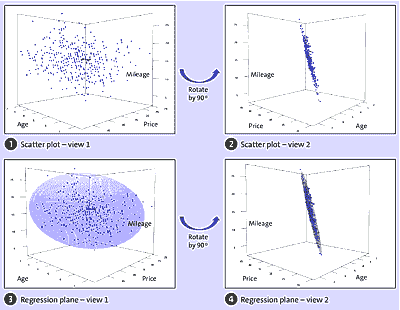 Mileage
Age
Price
1 Scatter plot – view 1
Rotate
by 90°
Mileage
Price
Age
2 Scatter plot – view 2
Mileage
Age
Price
3 Regression plane – view 1
Rotate
by 90°
Mileage
Price
Age
4 Regression plane – view 2